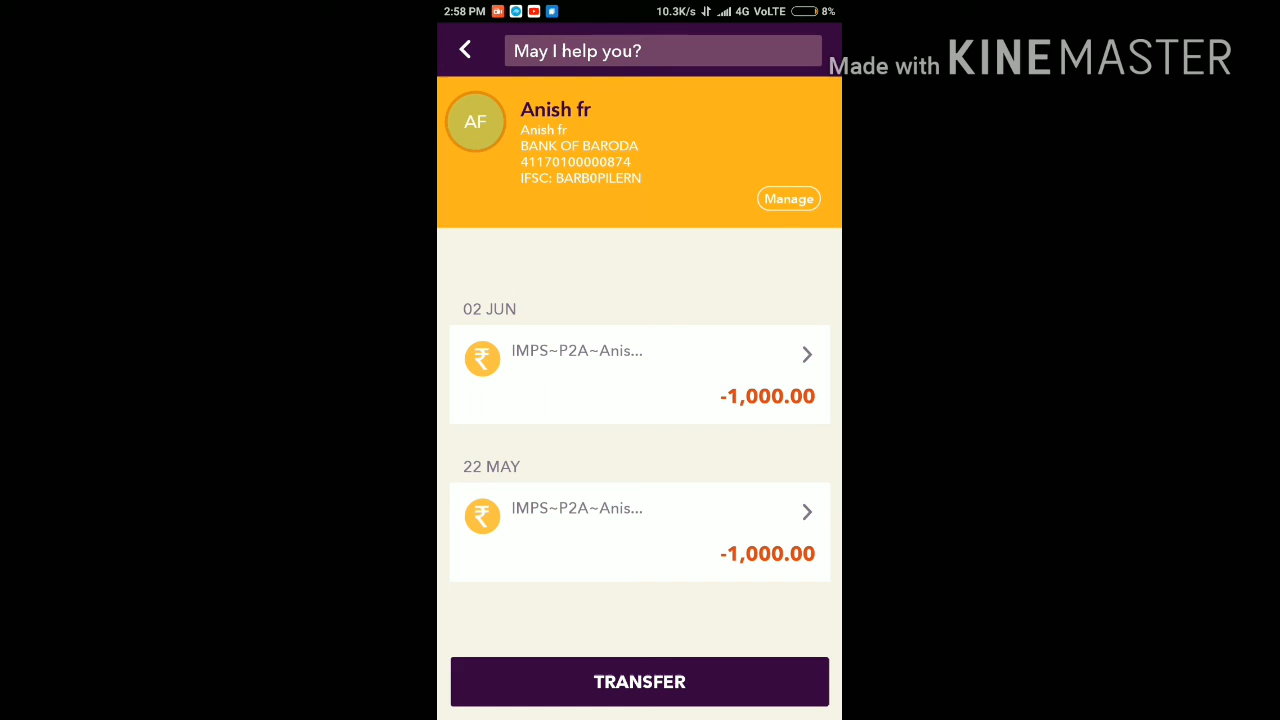 2:58 PM
10.3K/s 4G VoLTE 8%
May I help you?
Made with KINEMASTER
AF
Anish fr
Anish fr
BANK OF BARODA
41170100000874
IFSC: BARB0PILERN
Manage
02 JUN
IMPS~P2A~Anis...
-1,000.00
22 MAY
IMPS~P2A~Anis...
-1,000.00
TRANSFER